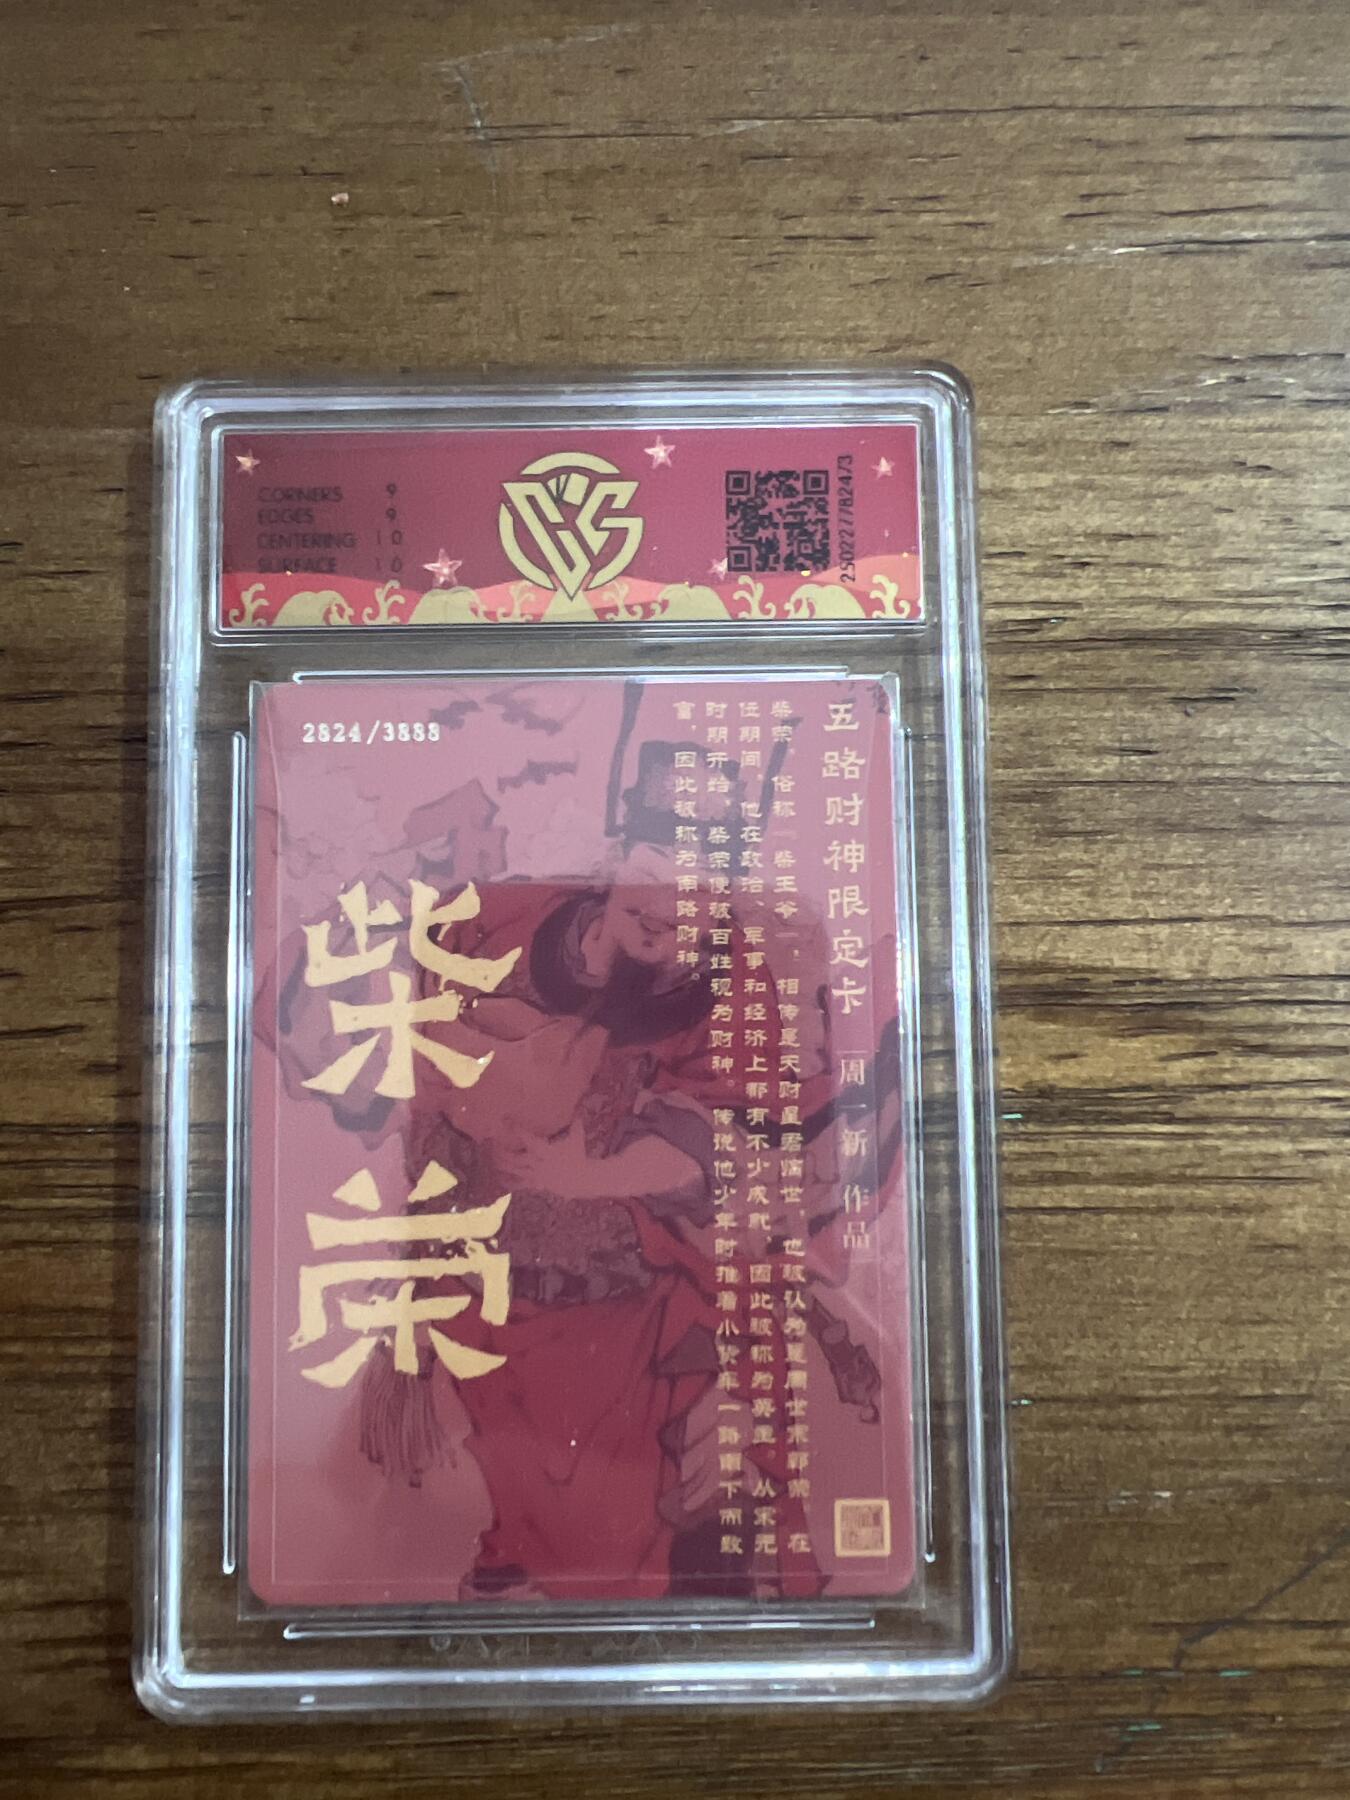 CORNERS 9
EDGES 9
CENTERING 10
SURFACE 10
CCS
250227782473
2824/3888
五路财神限定卡
周一新 作品
柴荣，俗称「柴王爷」，相传是天财星君临世，也被认为是周世宗郭荣 在
位期间，他在政治、军事和经济上都有不少成就，因此被称为英主。从宋元
时期开始，柴荣便被百姓视为财神。传说他少年时推着小货车一路南下而致
富，因此被称为南路财神。
柴荣